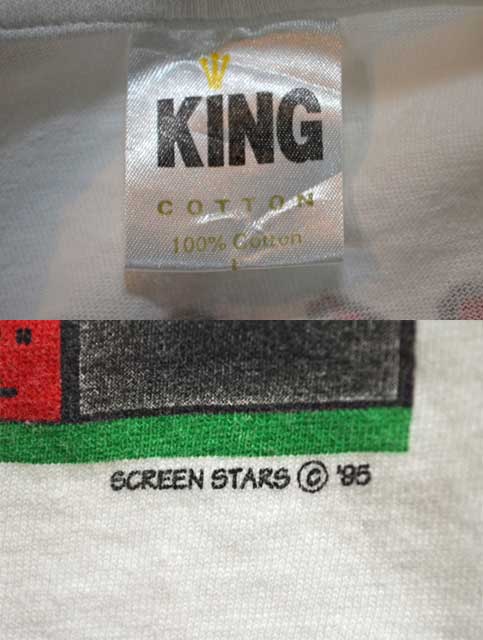 KING
COTTON
100% Cotton
L
SCREEN STARS © '95